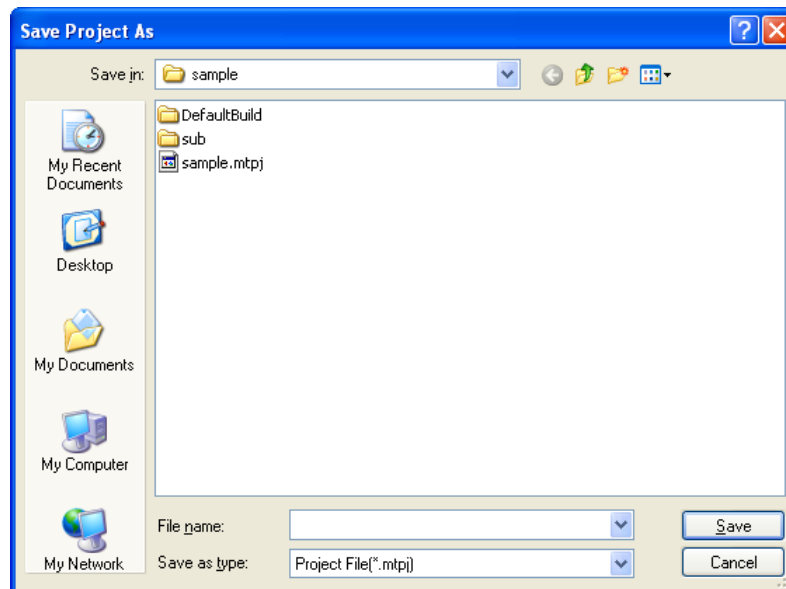 Save Project As
Save in:
sample
DefaultBuild
sub
sample.mtpj
My Recent
Documents
Desktop
My Documents
My Computer
My Network
File name:
Save
Save as type:
Project File(*.mtpj)
Cancel